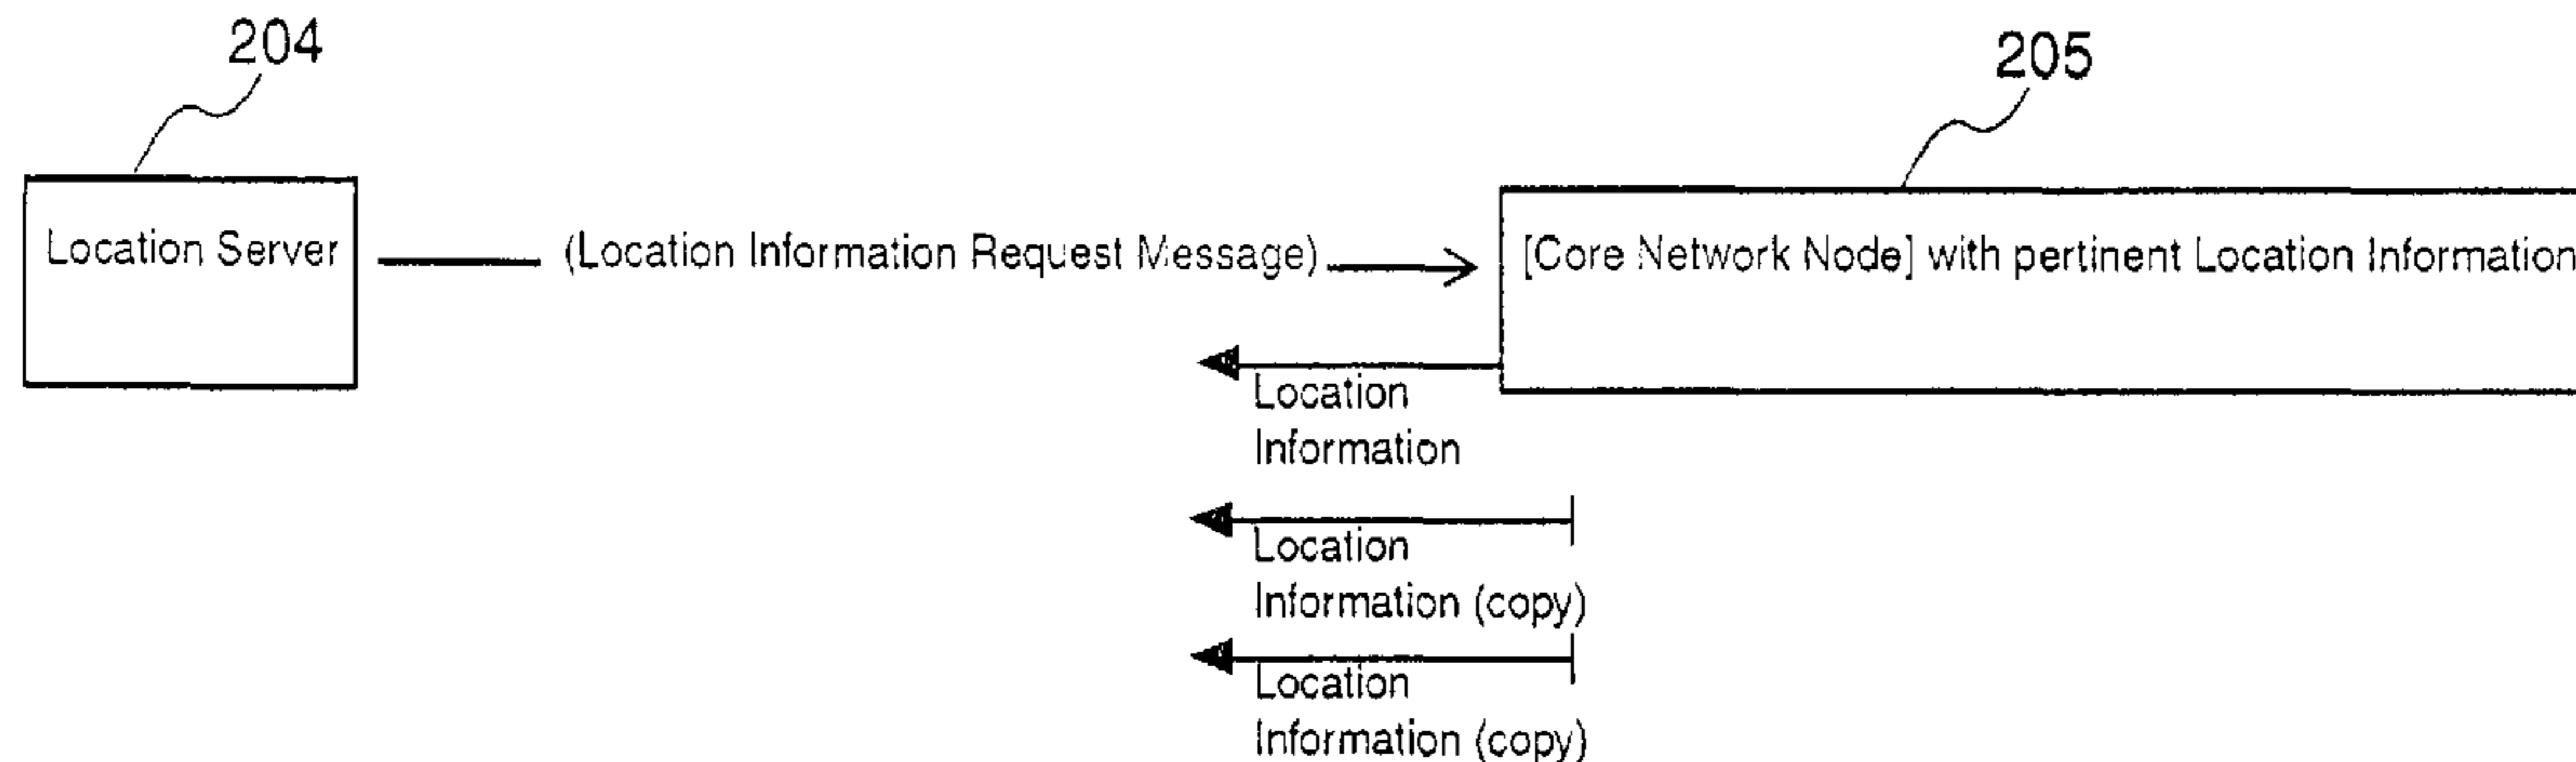 204
205
Location Server
(Location Information Request Message)
[Core Network Node] with pertinent Location Information
Location
Information
Location
Information (copy)
Location
Information (copy)